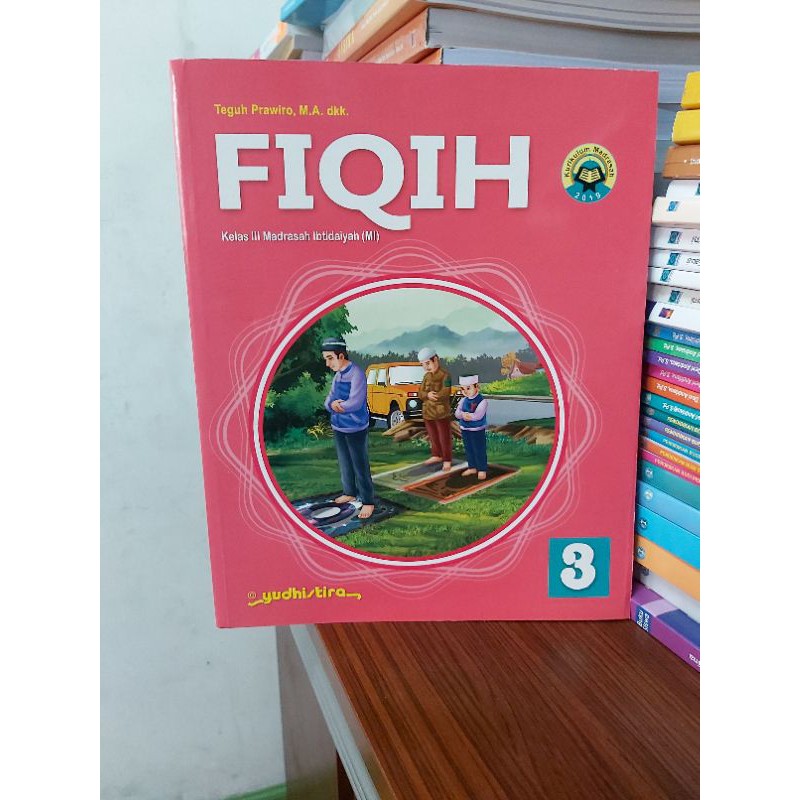 Teguh Prawiro, M.A. dkk.
FIQIH
Kurikulum Madrasah
2019
Kelas III Madrasah Ibtidaiyah (MI)
3
© yudhistira